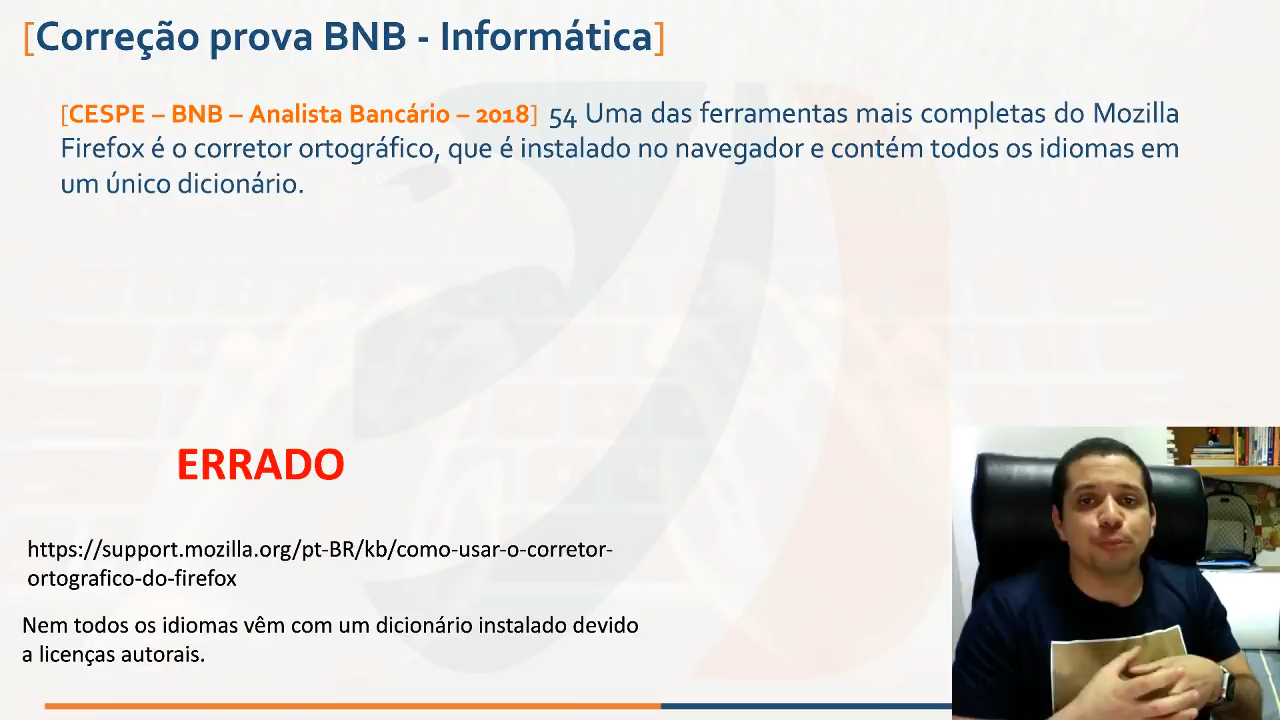 [Correção prova BNB - Informática]
[CESPE – BNB – Analista Bancário – 2018] 54 Uma das ferramentas mais completas do Mozilla
Firefox é o corretor ortográfico, que é instalado no navegador e contém todos os idiomas em
um único dicionário.
ERRADO
https://support.mozilla.org/pt-BR/kb/como-usar-o-corretor-
ortografico-do-firefox
Nem todos os idiomas vêm com um dicionário instalado devido
a licenças autorais.